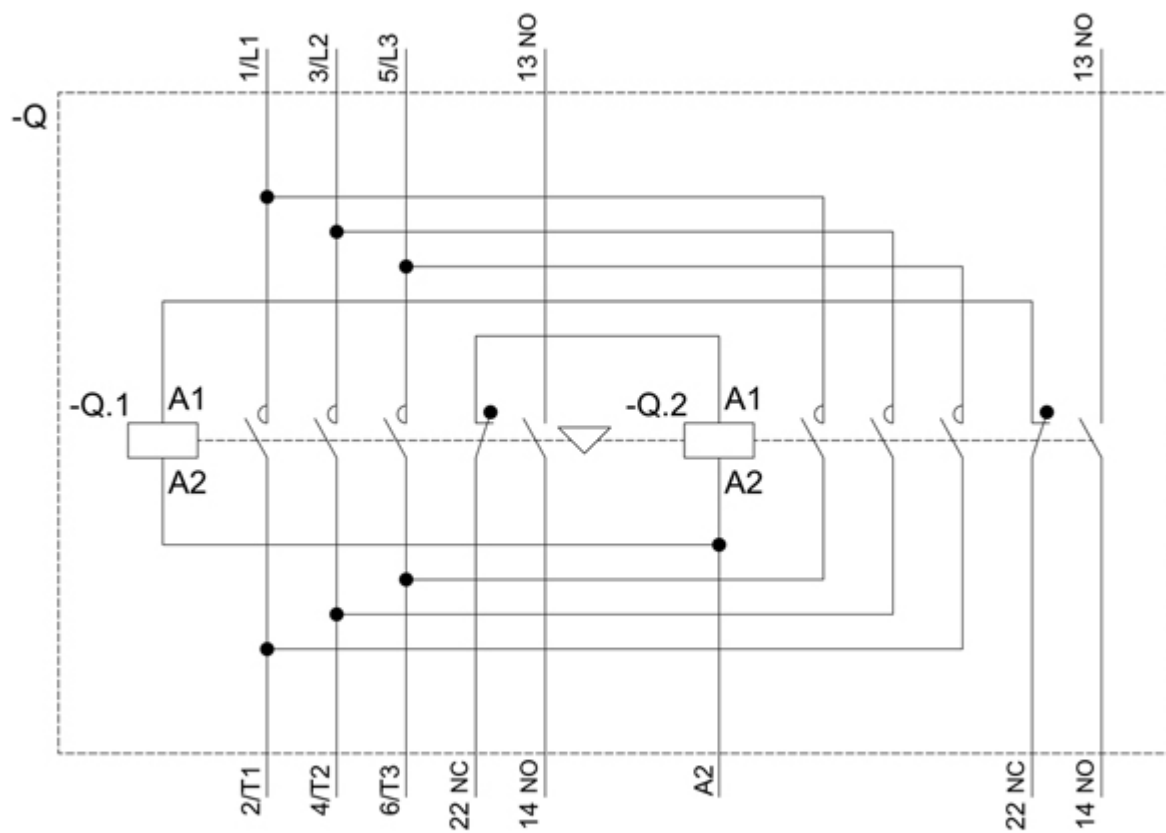 1/L1
3/L2
5/L3
13 NO
13 NO
-Q
-Q.1
A1
A2
-Q.2
A1
A2
2/T1
4/T2
6/T3
22 NC
14 NO
A2
22 NC
14 NO